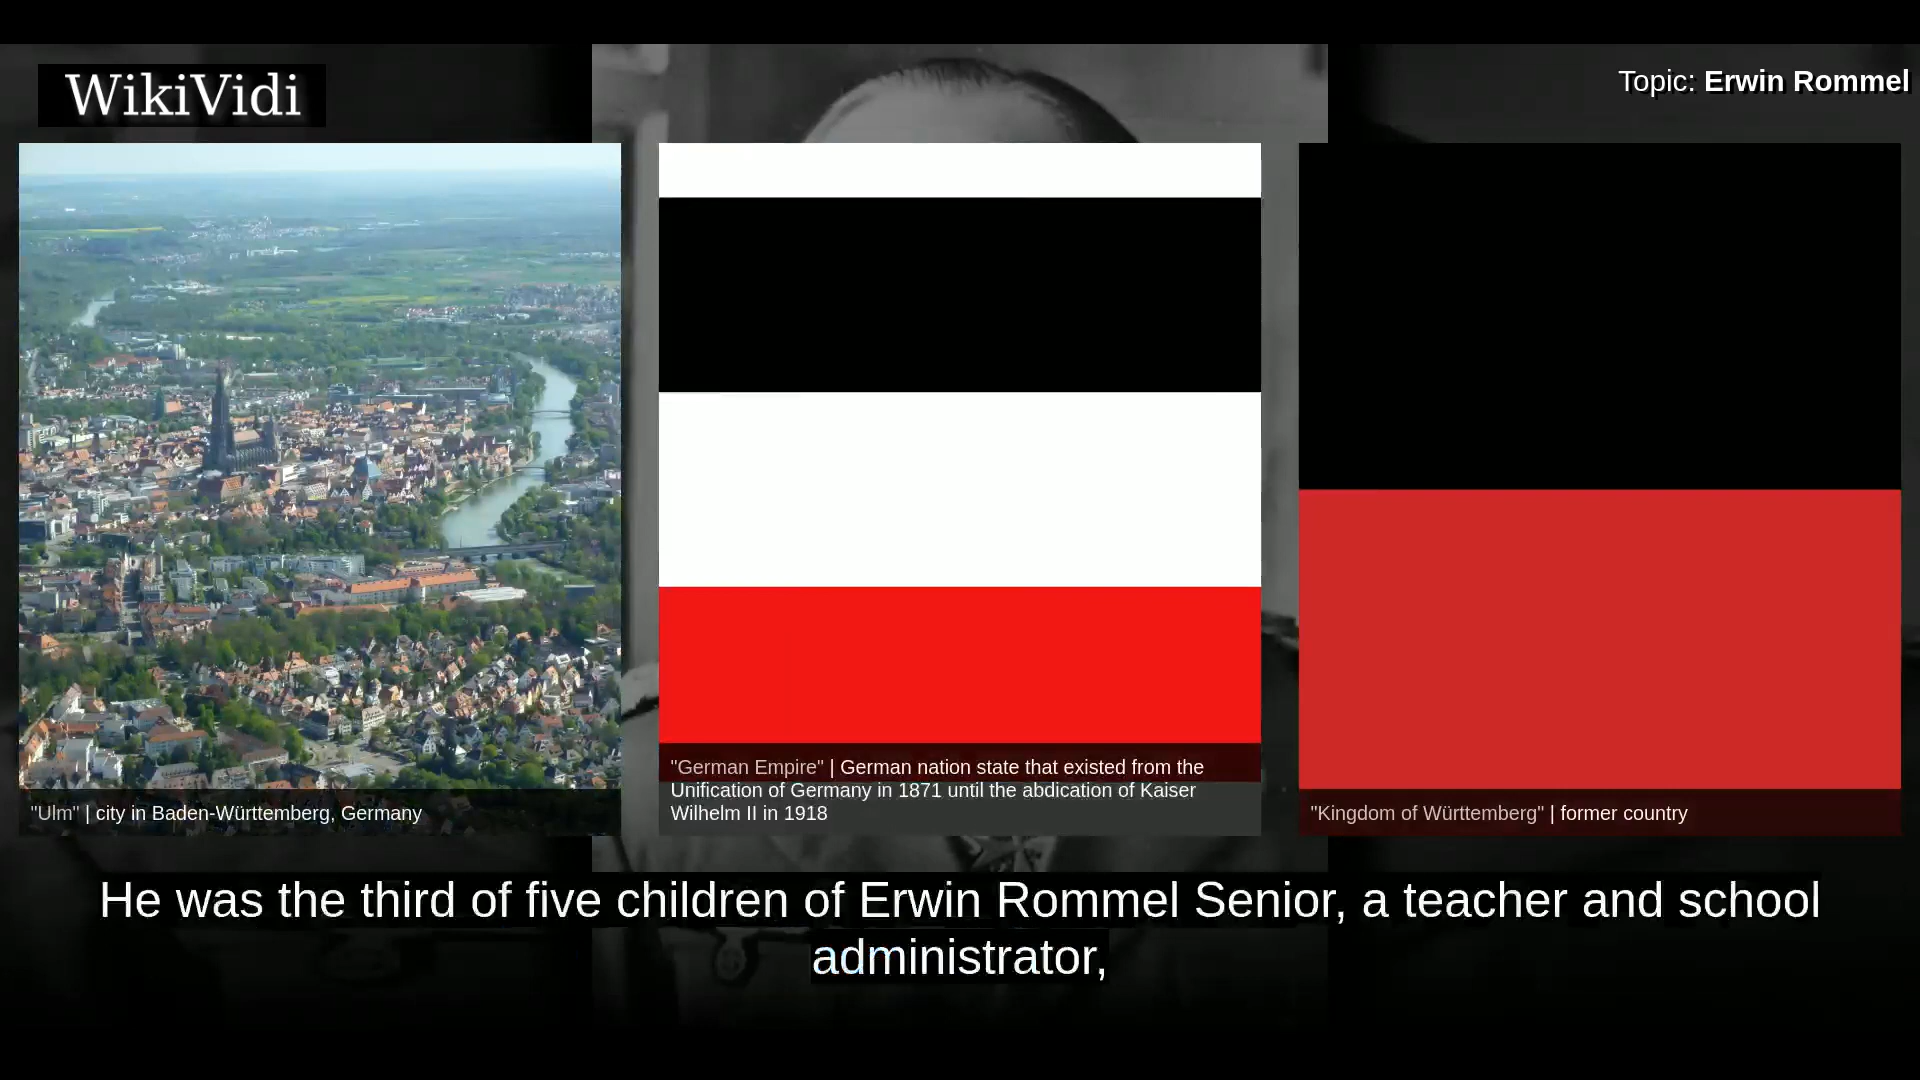 WikiVidi
Topic: Erwin Rommel
"Ulm" | city in Baden-Württemberg, Germany
"German Empire" | German nation state that existed from the
Unification of Germany in 1871 until the abdication of Kaiser
Wilhelm II in 1918
"Kingdom of Württemberg" | former country
He was the third of five children of Erwin Rommel Senior, a teacher and school
administrator,